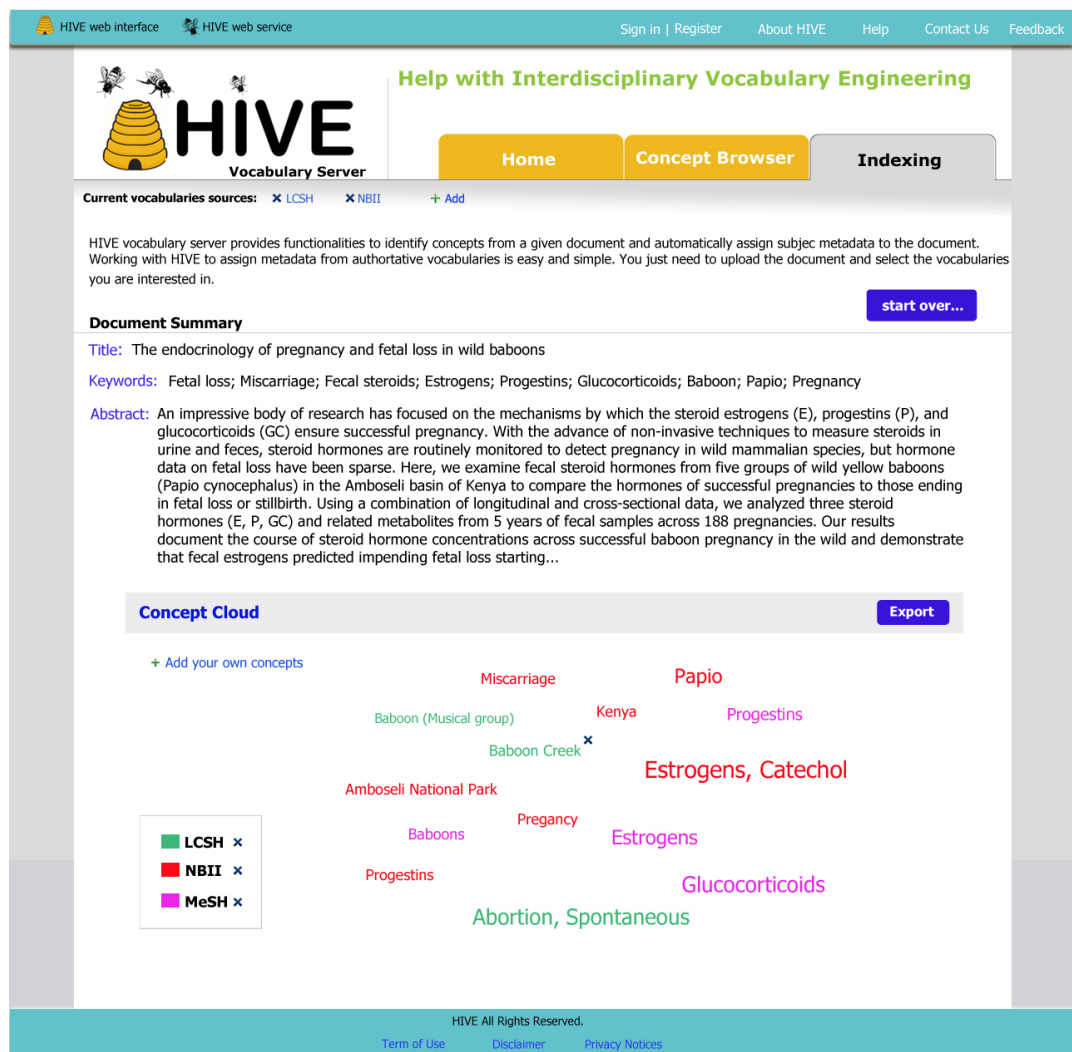 HIVE web interface HIVE web service Sign in | Register About HIVE Help Contact Us Feedback
HIVE
Vocabulary Server
Help with Interdisciplinary Vocabulary Engineering
Home Concept Browser Indexing
Current vocabularies sources: × LCSH × NBII + Add
HIVE vocabulary server provides functionalities to identify concepts from a given document and automatically assign subjec metadata to the document.
Working with HIVE to assign metadata from authortative vocabularies is easy and simple. You just need to upload the document and select the vocabularies
you are interested in.
start over...
Document Summary
Title: The endocrinology of pregnancy and fetal loss in wild baboons
Keywords: Fetal loss; Miscarriage; Fecal steroids; Estrogens; Progestins; Glucocorticoids; Baboon; Papio; Pregnancy
Abstract: An impressive body of research has focused on the mechanisms by which the steroid estrogens (E), progestins (P), and
glucocorticoids (GC) ensure successful pregnancy. With the advance of non-invasive techniques to measure steroids in
urine and feces, steroid hormones are routinely monitored to detect pregnancy in wild mammalian species, but hormone
data on fetal loss have been sparse. Here, we examine fecal steroid hormones from five groups of wild yellow baboons
(Papio cynocephalus) in the Amboseli basin of Kenya to compare the hormones of successful pregnancies to those ending
in fetal loss or stillbirth. Using a combination of longitudinal and cross-sectional data, we analyzed three steroid
hormones (E, P, GC) and related metabolites from 5 years of fecal samples across 188 pregnancies. Our results
document the course of steroid hormone concentrations across successful baboon pregnancy in the wild and demonstrate
that fecal estrogens predicted impending fetal loss starting...
Concept Cloud Export
+ Add your own concepts
Miscarriage Papio
Baboon (Musical group) Kenya Progestins
Baboon Creek ×
Estrogens, Catechol
Amboseli National Park
Pregancy
Baboons Estrogens
Progestins Glucocorticoids
Abortion, Spontaneous
LCSH ×
NBII ×
MeSH ×
HIVE All Rights Reserved.
Term of Use Disclaimer Privacy Notices